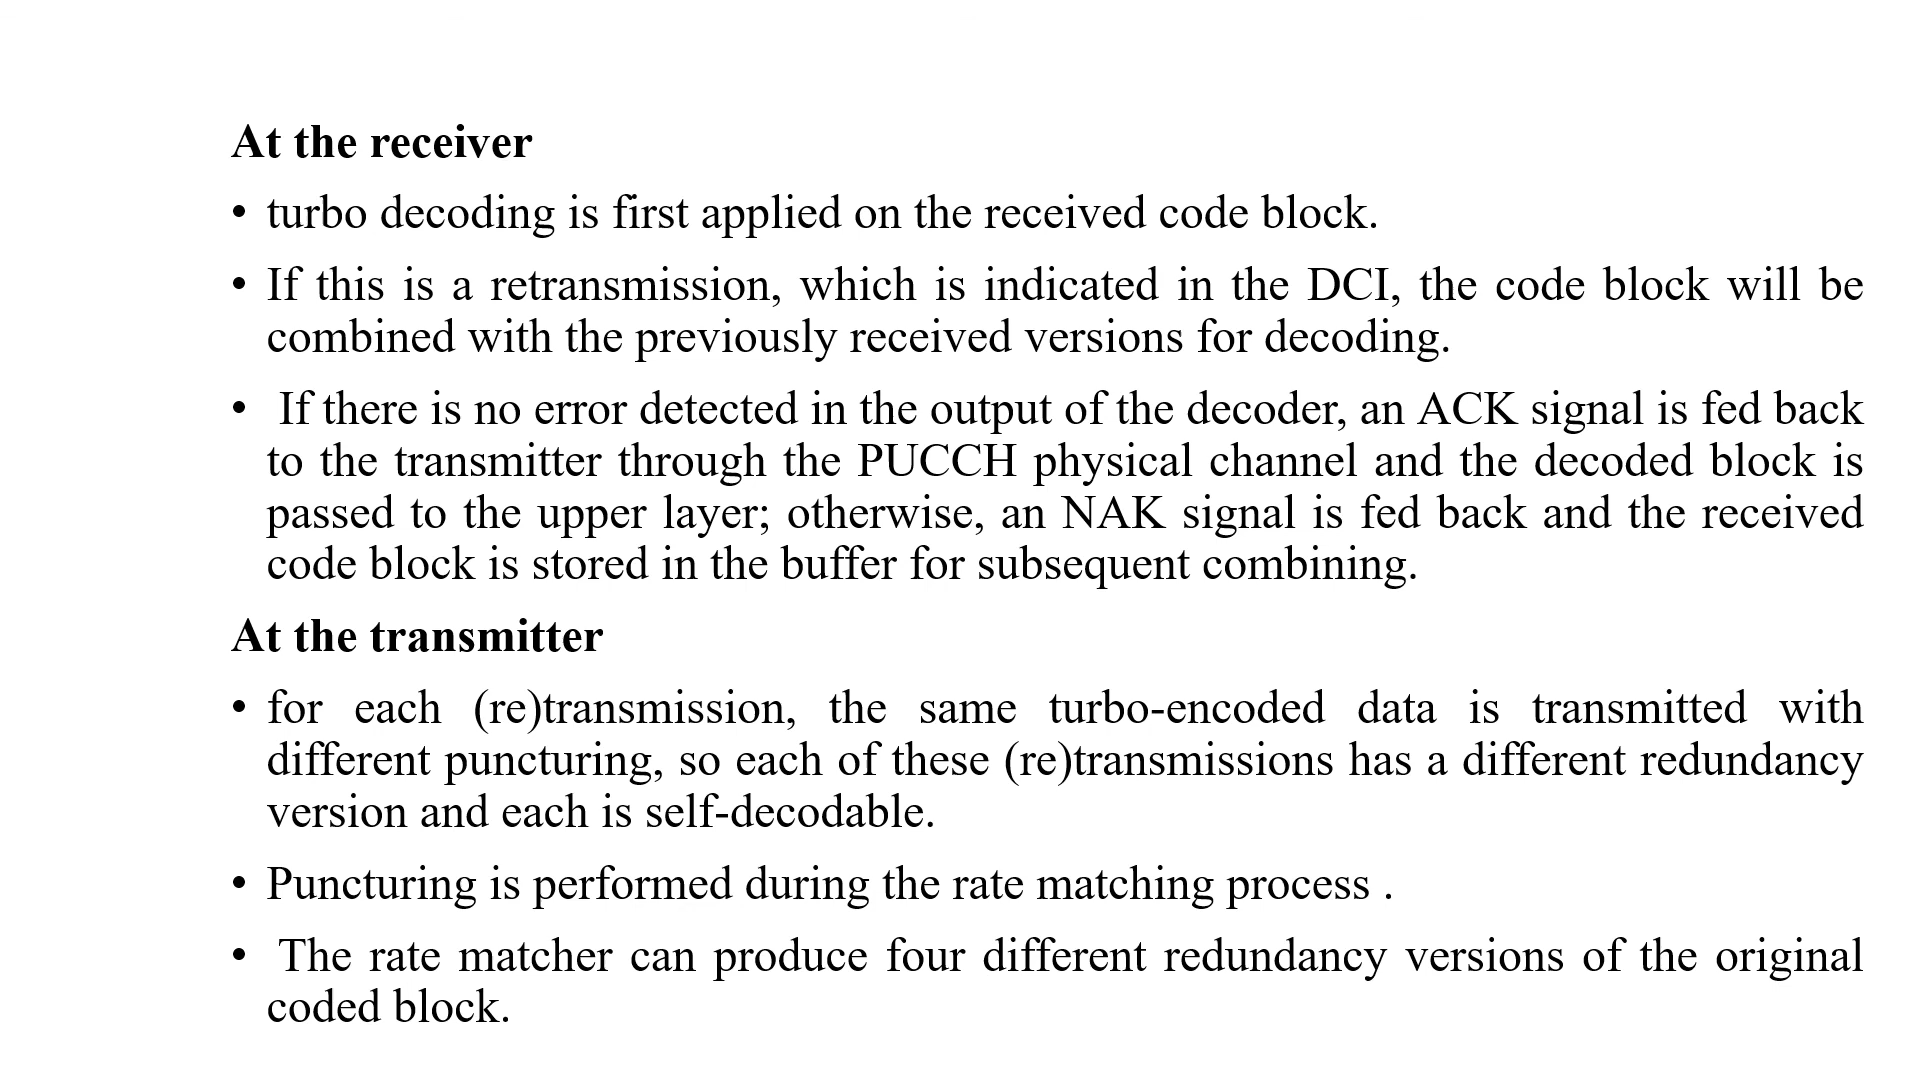 At the receiver
• turbo decoding is first applied on the received code block.
• If this is a retransmission, which is indicated in the DCI, the code block will be
combined with the previously received versions for decoding.
• If there is no error detected in the output of the decoder, an ACK signal is fed back
to the transmitter through the PUCCH physical channel and the decoded block is
passed to the upper layer; otherwise, an NAK signal is fed back and the received
code block is stored in the buffer for subsequent combining.
At the transmitter
• for each (re)transmission, the same turbo-encoded data is transmitted with
different puncturing, so each of these (re)transmissions has a different redundancy
version and each is self-decodable.
• Puncturing is performed during the rate matching process .
• The rate matcher can produce four different redundancy versions of the original
coded block.